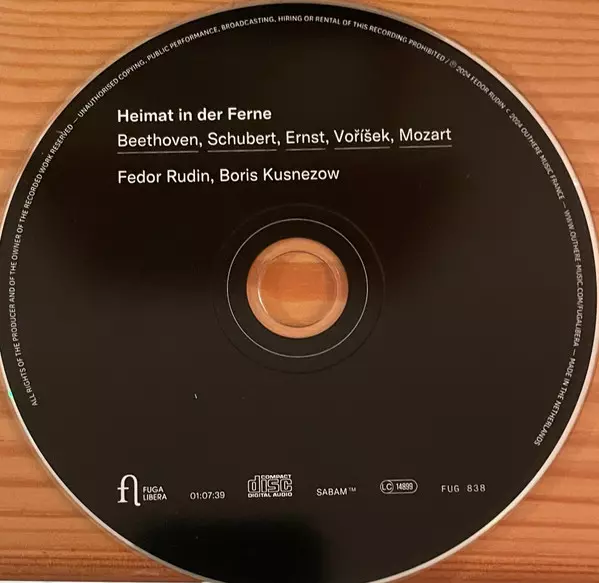 ALL RIGHTS OF THE PRODUCER AND OF THE OWNER OF THE RECORDED WORK RESERVED — UNAUTHORISED COPYING, PUBLIC PERFORMANCE, BROADCASTING, HIRING OR RENTAL OF THIS RECORDING PROHIBITED / ℗ 2024 FEDOR RUDIN < 2024 OUTHERE MUSIC FRANCE — WWW.OUTHERE-MUSIC.COM/FUGALIBERA — MADE IN THE NETHERLANDS
Heimat in der Ferne
Beethoven, Schubert, Ernst, Voříšek, Mozart
Fedor Rudin, Boris Kusnezow
FUGA
LIBERA
01:07:39
COMPACT
disc
DIGITAL AUDIO
SABAM™
LC 14899
FUG 838